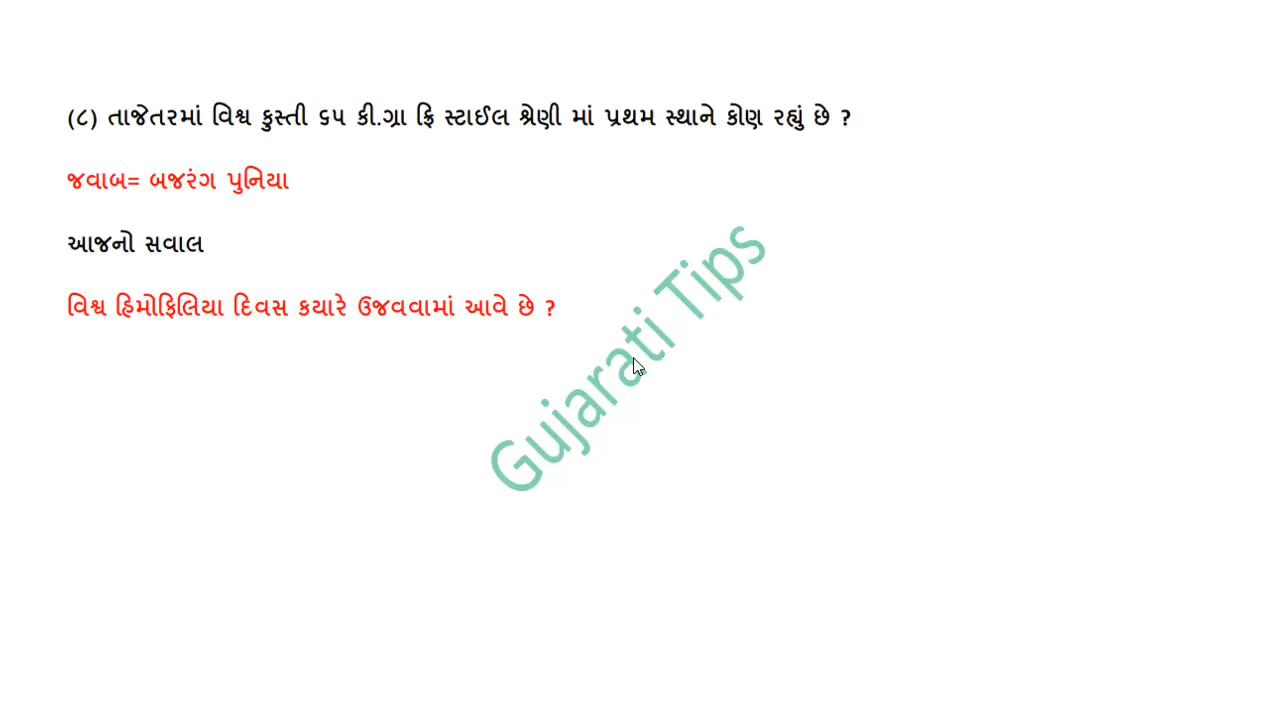 (૮) તાજેતરમાં વિશ્વ કુસ્તી ૬૫ કી.ગ્રા ફ્રિ સ્ટાઈલ શ્રેણી માં પ્રથમ સ્થાને કોણ રહ્યું છે ?
જવાબ= બજરંગ પુનિયા
આજનો સવાલ
વિશ્વ હિમોફિલિયા દિવસ કયારે ઉજવવામાં આવે છે ?
Gujarati Tips